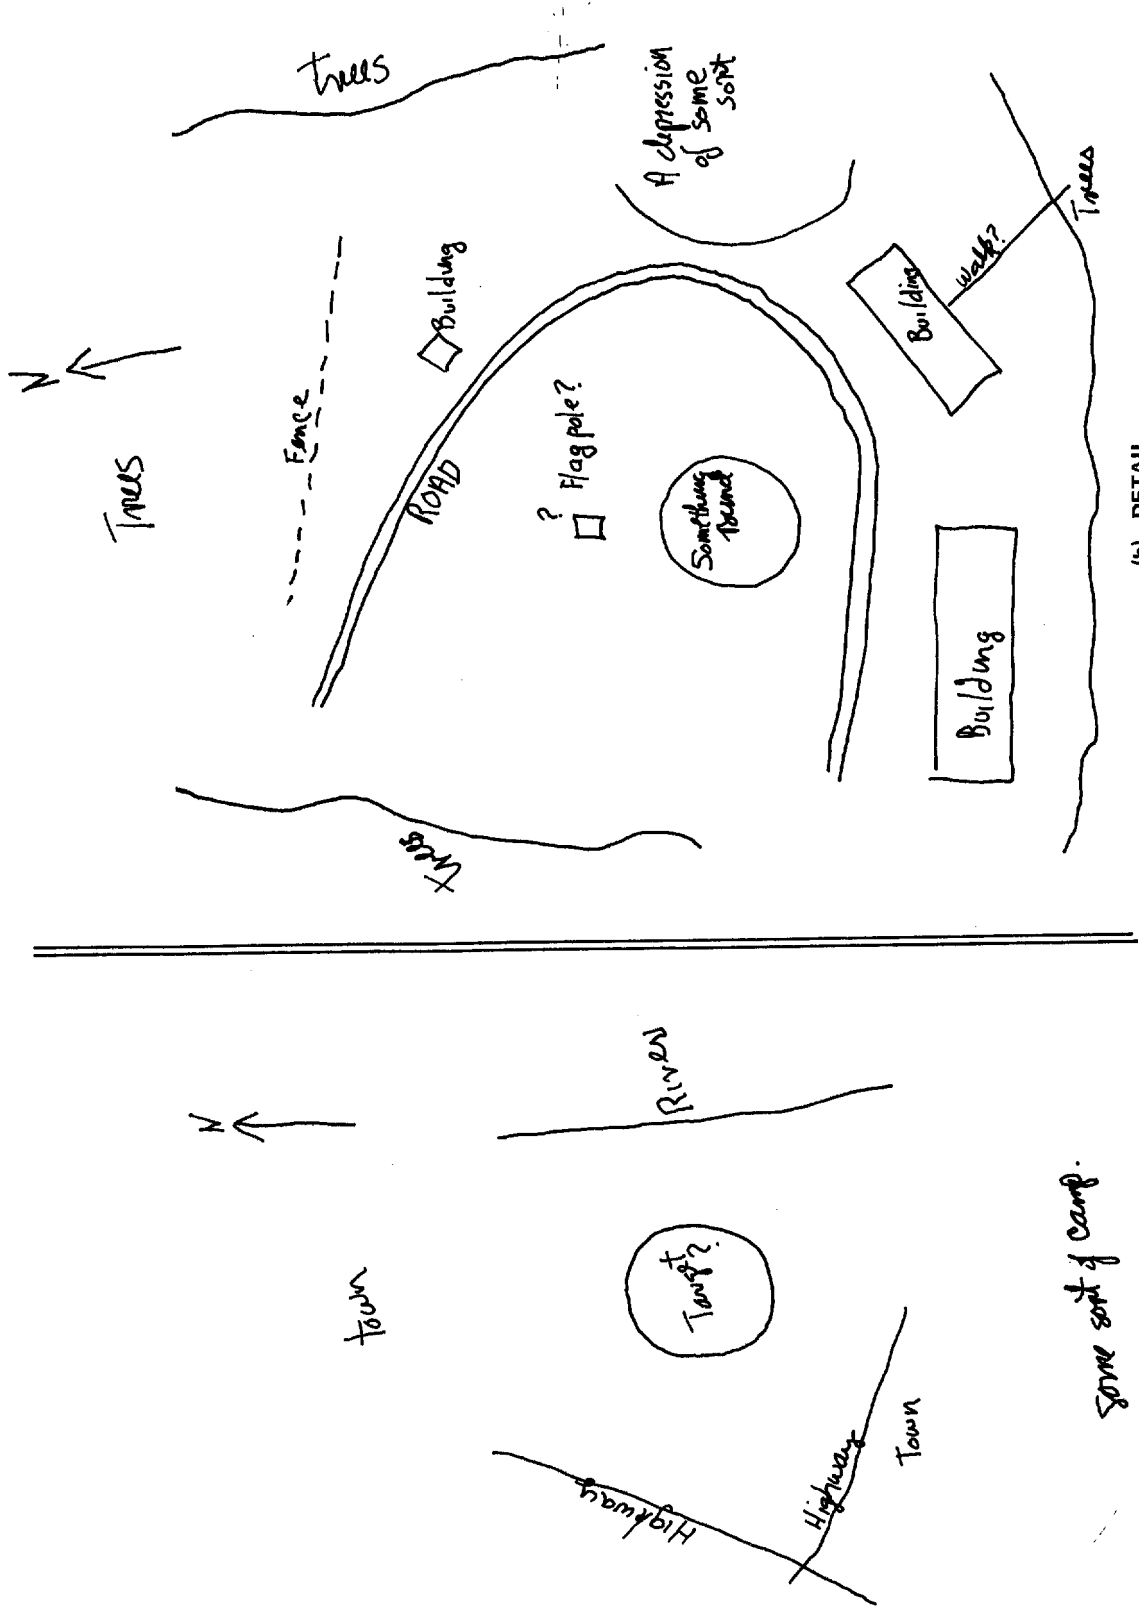 N
town
Highway
Target?
River
Highway
Town
Some sort of camp.
N
Trees
trees
Fence
trees
Building
ROAD
?
Flagpole?
Something
Round
A depression
of some
sort
Building
Building
Walk?
Trees
DETAIL